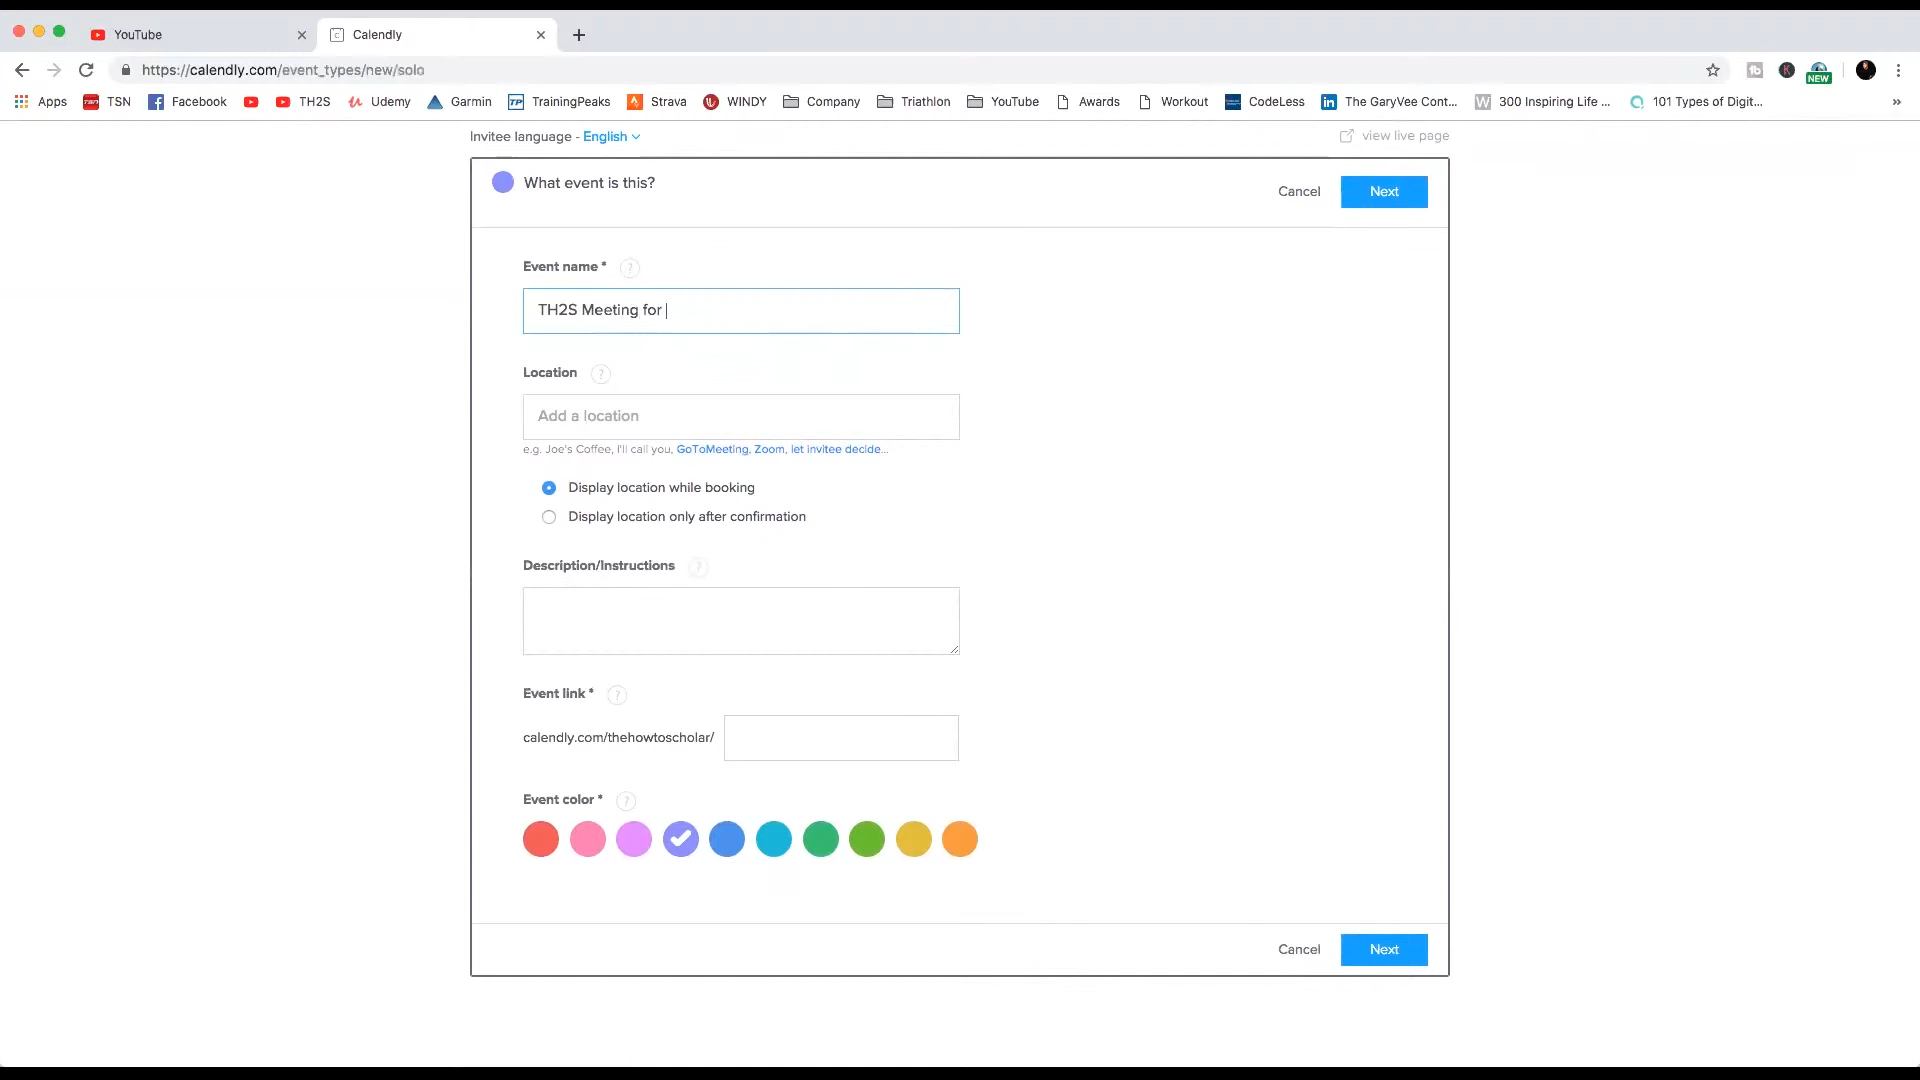 YouTube
Calendly
https://calendly.com/event_types/new/solo
NEW
Apps TSN Facebook TH2S Udemy Garmin TrainingPeaks Strava WINDY Company Triathlon YouTube Awards Workout CodeLess The GaryVee Cont... 300 Inspiring Life ... 101 Types of Digit... »
Invitee language - English
view live page
What event is this?
Cancel
Next
Event name * ?
TH2S Meeting for
Location ?
Add a location
e.g. Joe's Coffee, I'll call you, GoToMeeting, Zoom, let invitee decide...
Display location while booking
Display location only after confirmation
Description/Instructions ?
Event link * ?
calendly.com/thehowtoscholar/
Event color * ?
Cancel
Next